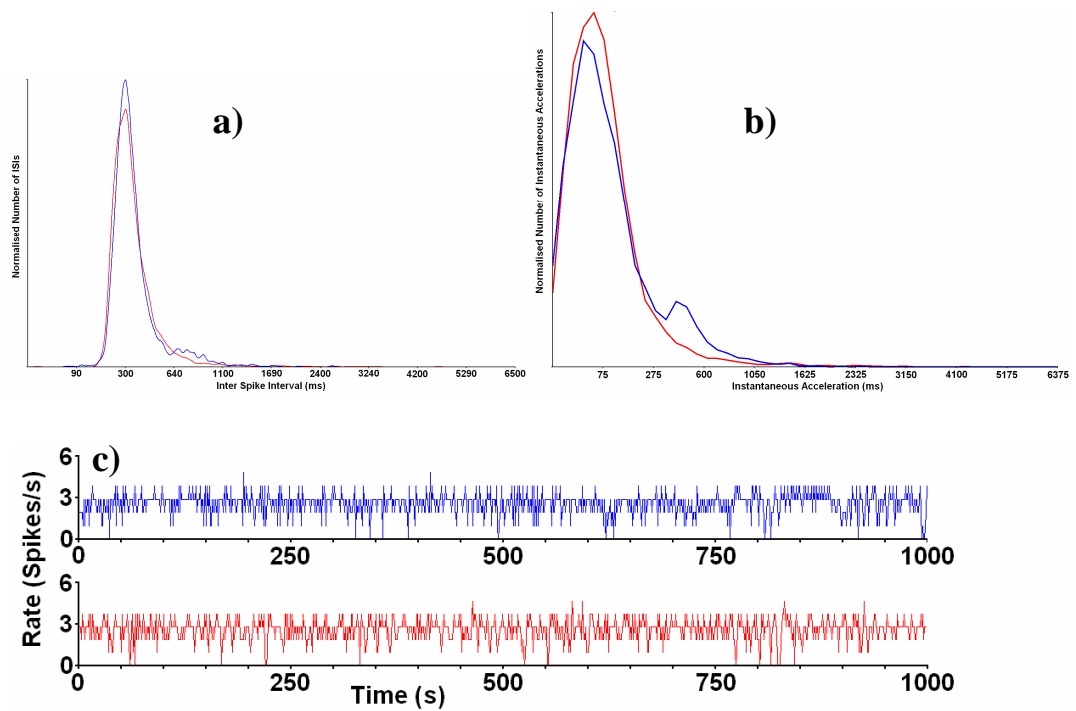 a)
Normalised Number of ISIs
90 300 640 1100 1690 2400 3240 4200 5290 6500
Inter Spike Interval (ms)
b)
Normalised Number of Instantaneous Accelerations
75 275 600 1050 1625 2325 3150 4100 5175 6375
Instantaneous Acceleration (ms)
c)
Rate (Spikes/s)
6
3
0
0 250 500 750 1000
6
3
0
0 250 500 750 1000
Time (s)